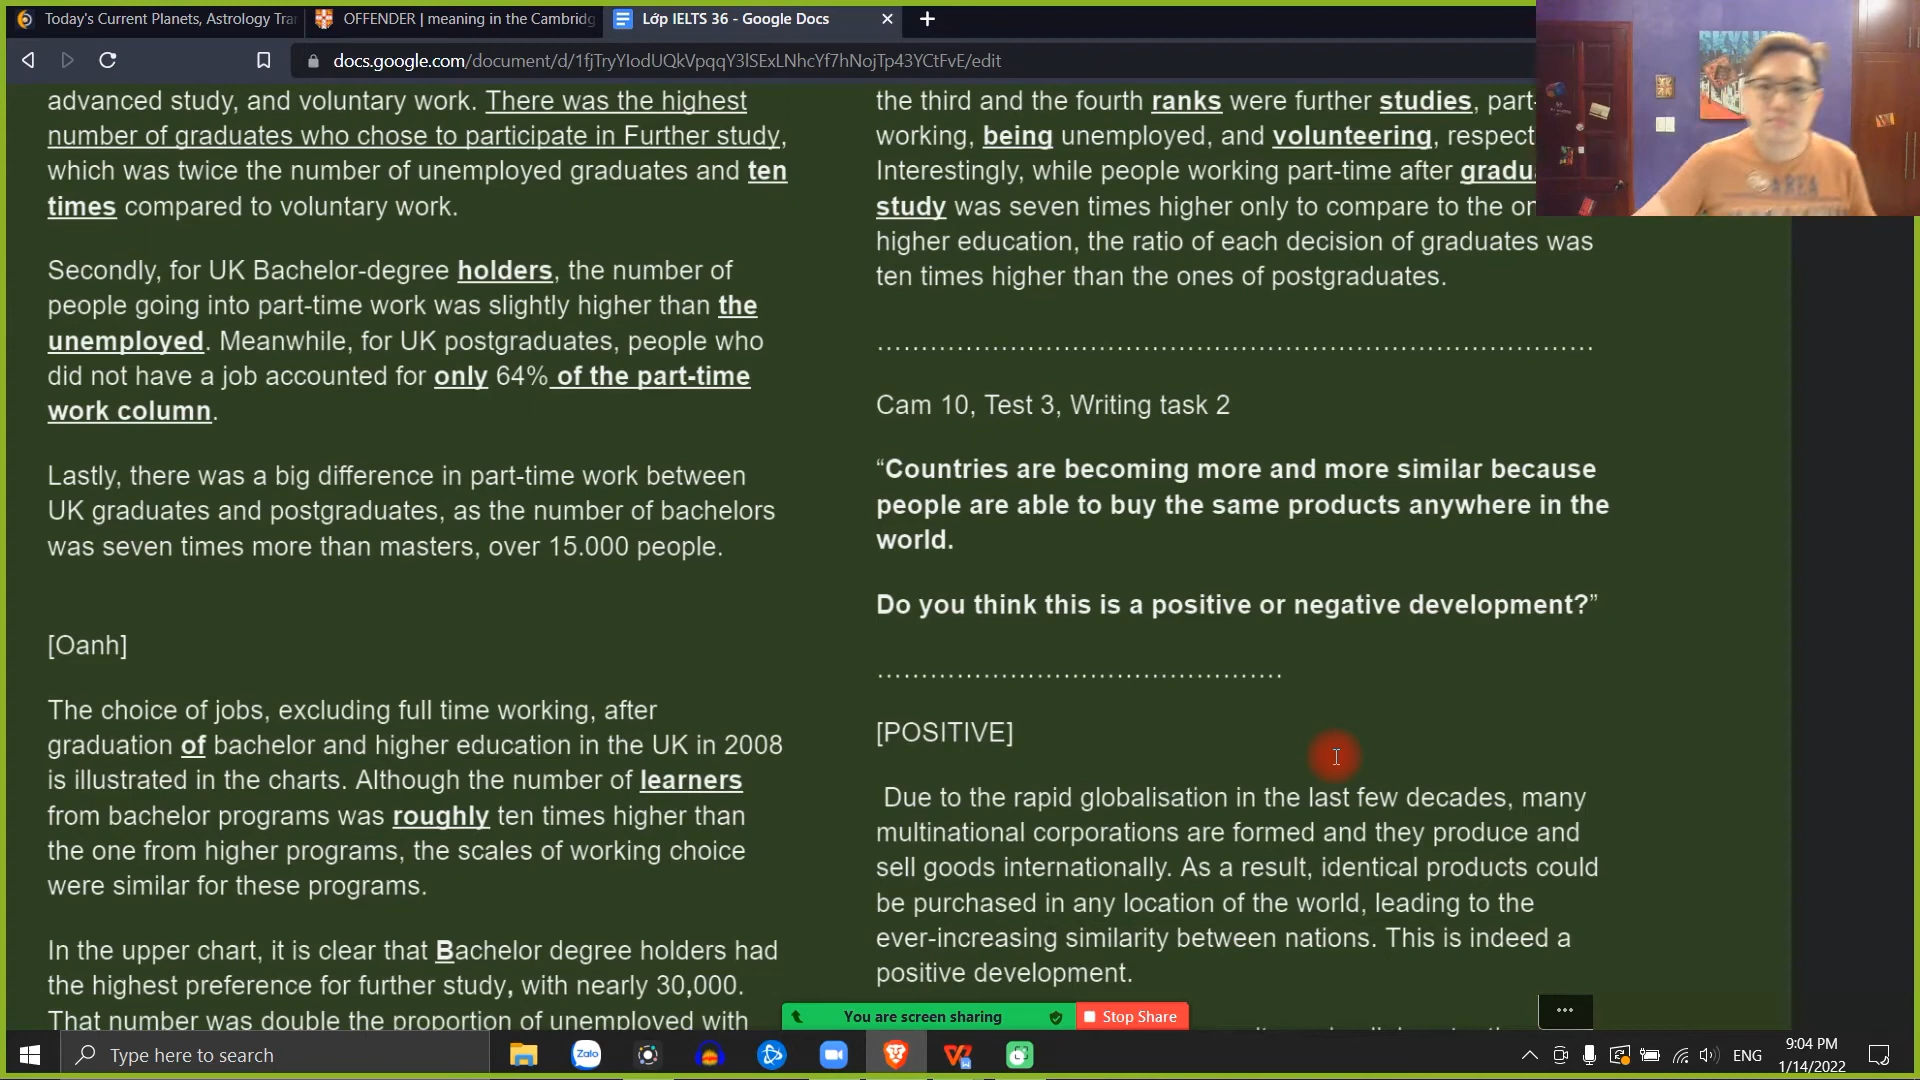 Today's Current Planets, Astrology Tra
OFFENDER | meaning in the Cambridg
Lớp IELTS 36 - Google Docs
docs.google.com/document/d/1fjTryYIodUQkVpqqY3lSExLNhcYf7hNojTp43YCtFvE/edit
advanced study, and voluntary work. There was the highest
number of graduates who chose to participate in Further study,
which was twice the number of unemployed graduates and ten
times compared to voluntary work.
Secondly, for UK Bachelor-degree holders, the number of
people going into part-time work was slightly higher than the
unemployed. Meanwhile, for UK postgraduates, people who
did not have a job accounted for only 64% of the part-time
work column.
Lastly, there was a big difference in part-time work between
UK graduates and postgraduates, as the number of bachelors
was seven times more than masters, over 15.000 people.
[Oanh]
The choice of jobs, excluding full time working, after
graduation of bachelor and higher education in the UK in 2008
is illustrated in the charts. Although the number of learners
from bachelor programs was roughly ten times higher than
the one from higher programs, the scales of working choice
were similar for these programs.
In the upper chart, it is clear that Bachelor degree holders had
the highest preference for further study, with nearly 30,000.
That number was double the proportion of unemployed with
the third and the fourth ranks were further studies, part-
working, being unemployed, and volunteering, respect
Interestingly, while people working part-time after gradu
study was seven times higher only to compare to the on
higher education, the ratio of each decision of graduates was
ten times higher than the ones of postgraduates.
………………………………………………………………………
Cam 10, Test 3, Writing task 2
“Countries are becoming more and more similar because
people are able to buy the same products anywhere in the
world.
Do you think this is a positive or negative development?”
………………………………………
[POSITIVE]
Due to the rapid globalisation in the last few decades, many
multinational corporations are formed and they produce and
sell goods internationally. As a result, identical products could
be purchased in any location of the world, leading to the
ever-increasing similarity between nations. This is indeed a
positive development.
AREA
You are screen sharing
Stop Share
Type here to search
Zalo
ENG
9:04 PM
1/14/2022